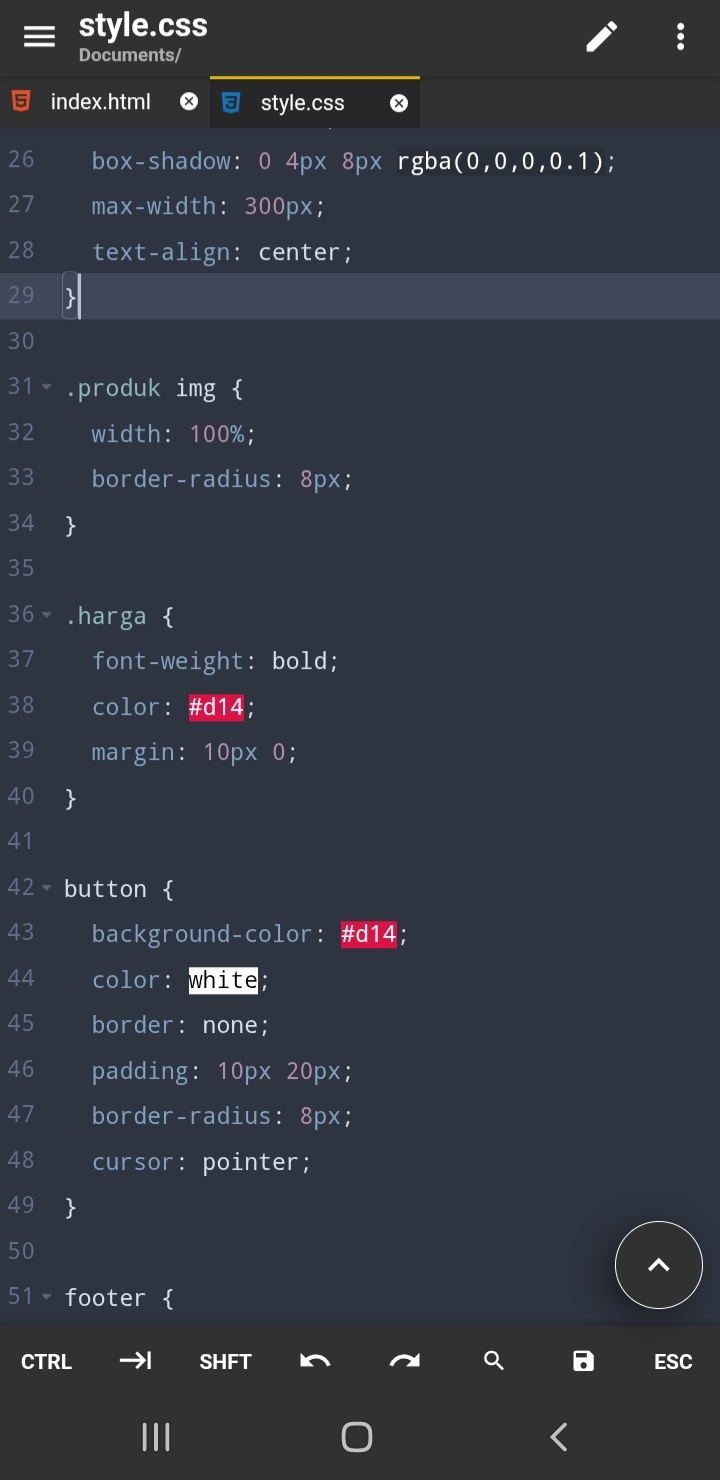 style.css
Documents/
index.html
style.css
26 box-shadow: 0 4px 8px rgba(0,0,0,0.1);
27 max-width: 300px;
28 text-align: center;
29 }
30
31 .produk img {
32 width: 100%;
33 border-radius: 8px;
34 }
35
36 .harga {
37 font-weight: bold;
38 color: #d14;
39 margin: 10px 0;
40 }
41
42 button {
43 background-color: #d14;
44 color: white;
45 border: none;
46 padding: 10px 20px;
47 border-radius: 8px;
48 cursor: pointer;
49 }
50
51 footer {
CTRL SHFT ESC